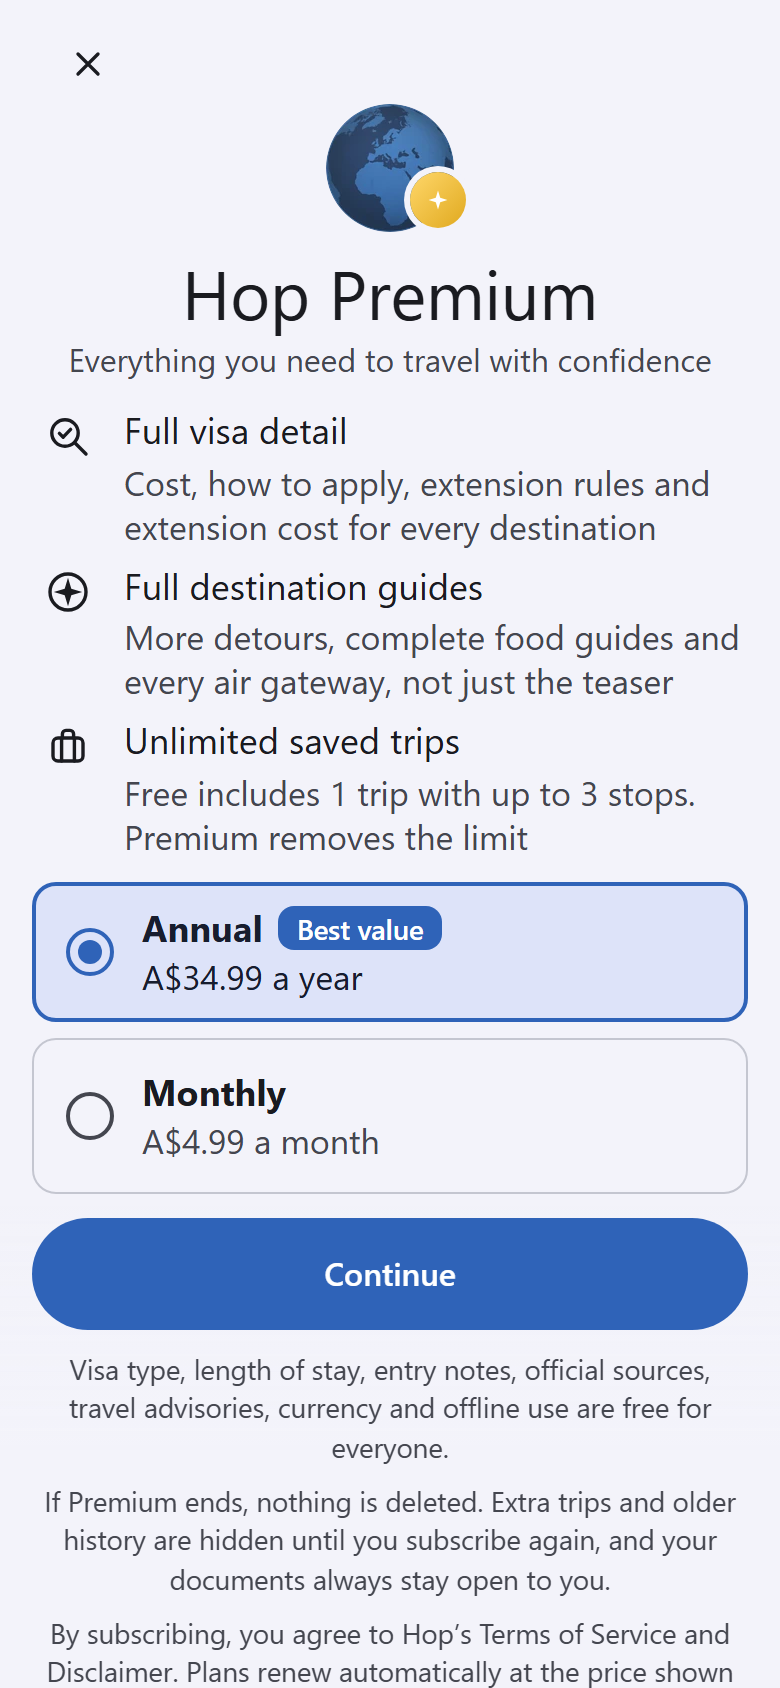 Hop Premium
Everything you need to travel with confidence
Full visa detail
Cost, how to apply, extension rules and
extension cost for every destination
Full destination guides
More detours, complete food guides and
every air gateway, not just the teaser
Unlimited saved trips
Free includes 1 trip with up to 3 stops.
Premium removes the limit
Annual Best value
A$34.99 a year
Monthly
A$4.99 a month
Continue
Visa type, length of stay, entry notes, official sources,
travel advisories, currency and offline use are free for
everyone.
If Premium ends, nothing is deleted. Extra trips and older
history are hidden until you subscribe again, and your
documents always stay open to you.
By subscribing, you agree to Hop’s Terms of Service and
Disclaimer. Plans renew automatically at the price shown